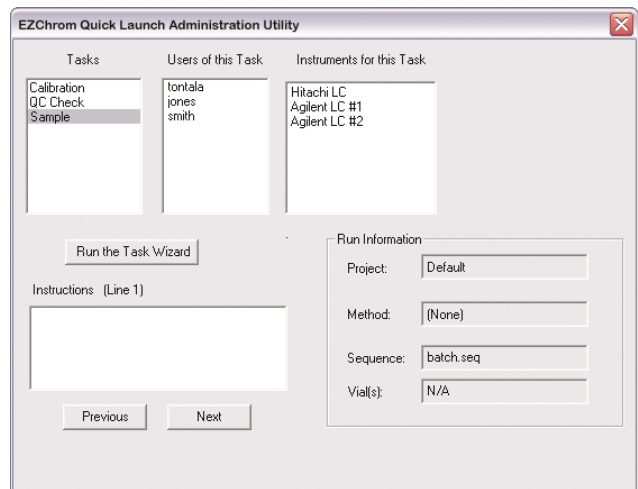 EZChrom Quick Launch Administration Utility
Tasks
Users of this Task
Instruments for this Task
Calibration
QC Check
Sample
tontala
jones
smith
Hitachi LC
Agilent LC #1
Agilent LC #2
Run the Task Wizard
Instructions (Line 1)
Previous
Next
Run Information
Project: Default
Method: (None)
Sequence: batch.seq
Vial(s): N/A